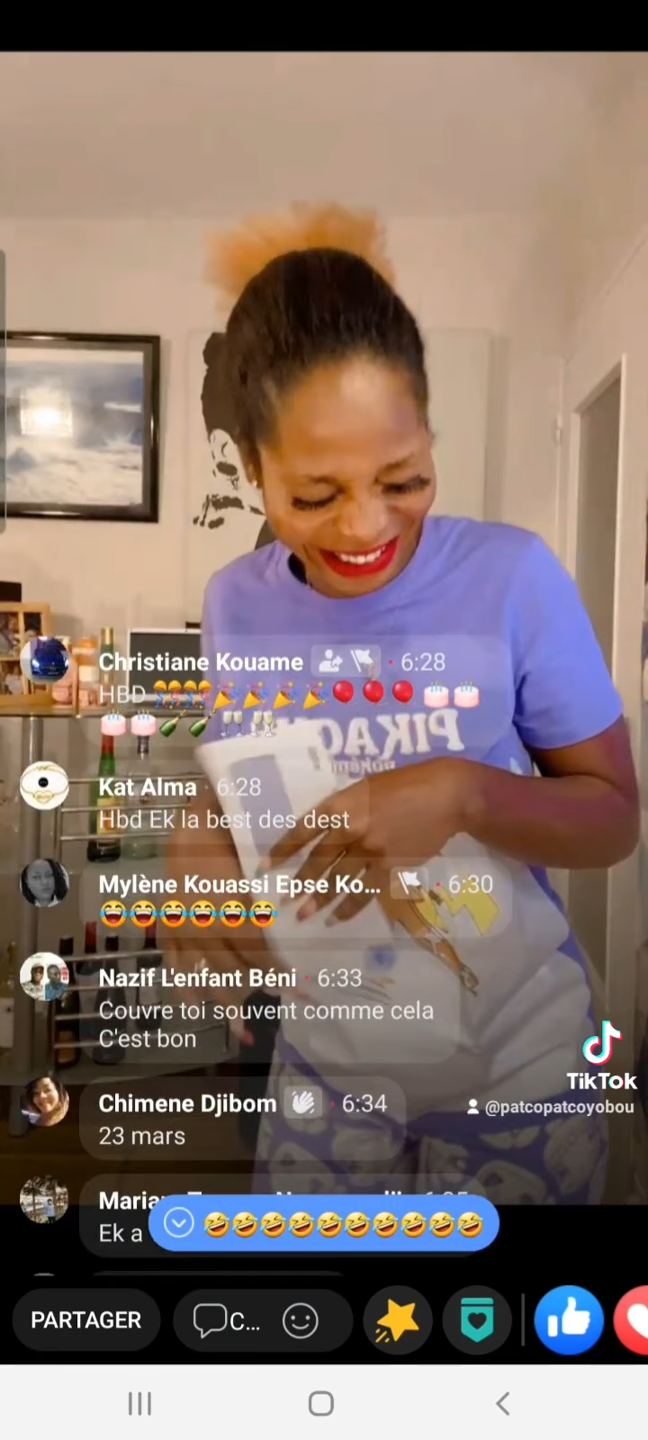 Christiane Kouame • 6:28
HBD 🎊🎊🎊🎉🎉🎉🎉🎈🎈🎈🎂🎂
🎂🎂🍾🍾🥂🥂
PIKACHU
Pokémon
Kat Alma • 6:28
Hbd Ek la best des dest
Mylène Kouassi Epse Ko... • 6:30
😂😂😂😂😂😂
Nazif L'enfant Béni • 6:33
Couvre toi souvent comme cela
C'est bon
TikTok
@patcopatcoyobou
Chimene Djibom • 6:34
23 mars
Ek a
🤣🤣🤣🤣🤣🤣🤣🤣🤣🤣
PARTAGER
C...